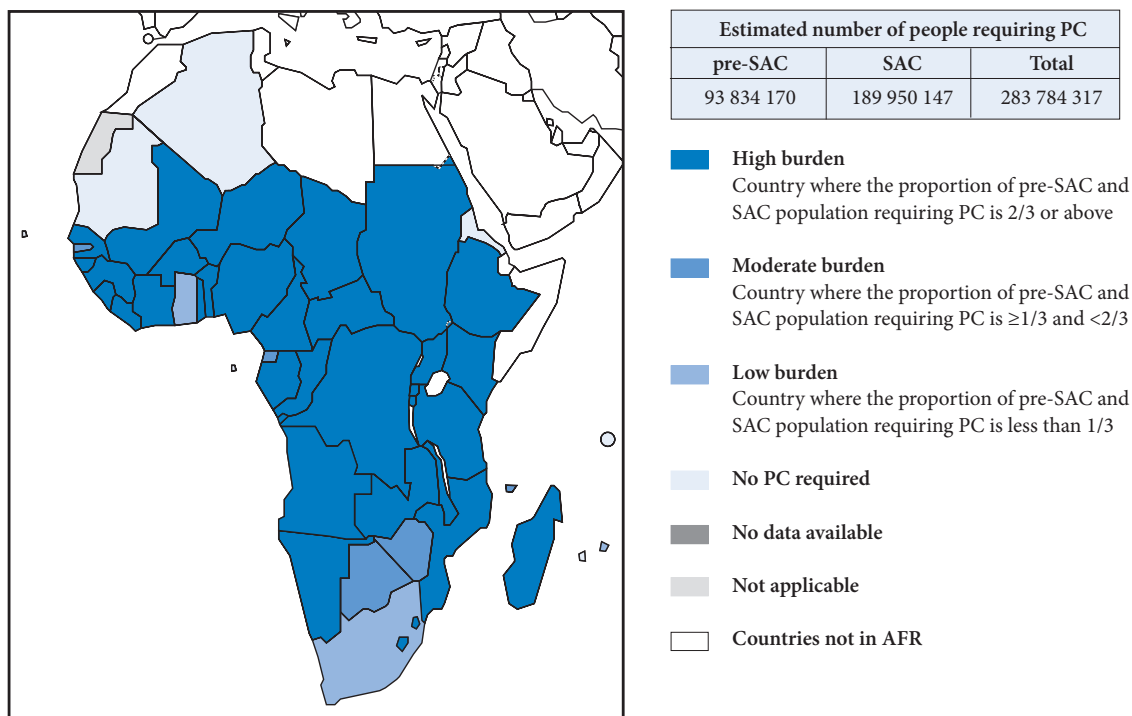 Estimated number of people requiring PC
pre-SAC SAC Total
93 834 170 189 950 147 283 784 317
High burden
Country where the proportion of pre-SAC and
SAC population requiring PC is 2/3 or above
Moderate burden
Country where the proportion of pre-SAC and
SAC population requiring PC is ≥1/3 and <2/3
Low burden
Country where the proportion of pre-SAC and
SAC population requiring PC is less than 1/3
No PC required
No data available
Not applicable
Countries not in AFR